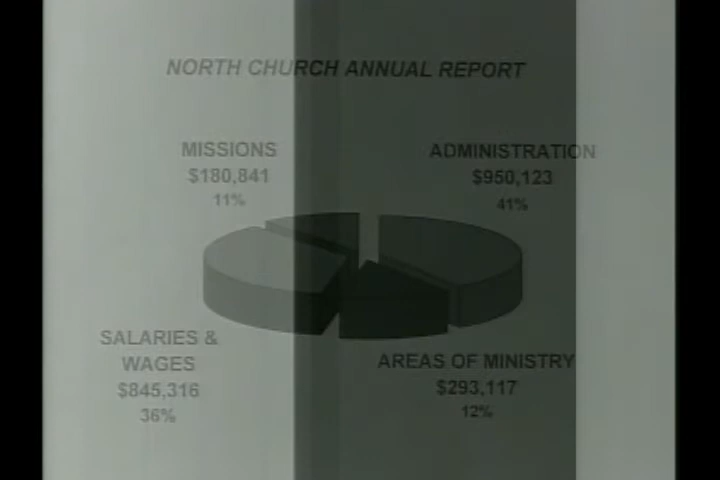 NORTH CHURCH ANNUAL REPORT
MISSIONS
$180,841
11%
ADMINISTRATION
$950,123
41%
SALARIES &
WAGES
$845,316
36%
AREAS OF MINISTRY
$293,117
12%